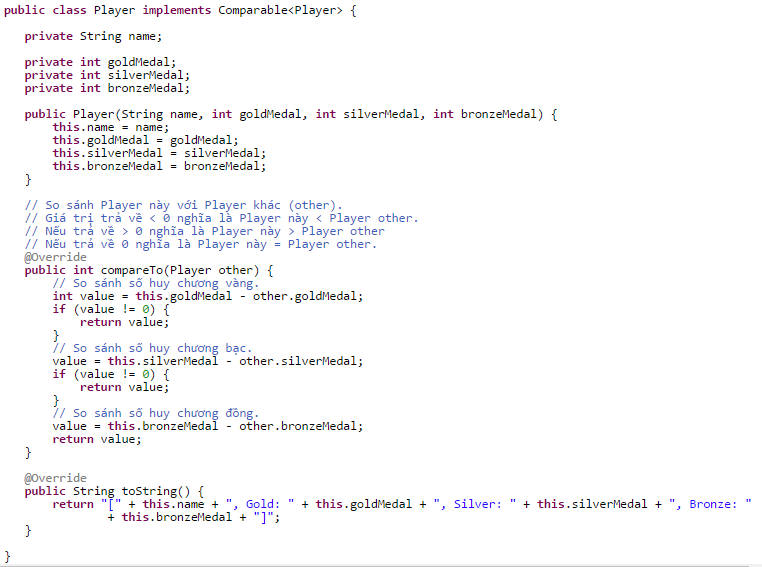 public class Player implements Comparable<Player> {
private String name;
private int goldMedal;
private int silverMedal;
private int bronzeMedal;
public Player(String name, int goldMedal, int silverMedal, int bronzeMedal) {
this.name = name;
this.goldMedal = goldMedal;
this.silverMedal = silverMedal;
this.bronzeMedal = bronzeMedal;
}
// So sánh Player này với Player khác (other).
// Giá trị trả về < 0 nghĩa là Player này < Player other.
// Nếu trả về > 0 nghĩa là Player này > Player other
// Nếu trả về 0 nghĩa là Player này = Player other.
@Override
public int compareTo(Player other) {
// So sánh số huy chương vàng.
int value = this.goldMedal - other.goldMedal;
if (value != 0) {
return value;
}
// So sánh số huy chương bạc.
value = this.silverMedal - other.silverMedal;
if (value != 0) {
return value;
}
// So sánh số huy chương đồng.
value = this.bronzeMedal - other.bronzeMedal;
return value;
}
@Override
public String toString() {
return "[" + this.name + ", Gold: " + this.goldMedal + ", Silver: " + this.silverMedal + ", Bronze: "
+ this.bronzeMedal + "]";
}
}